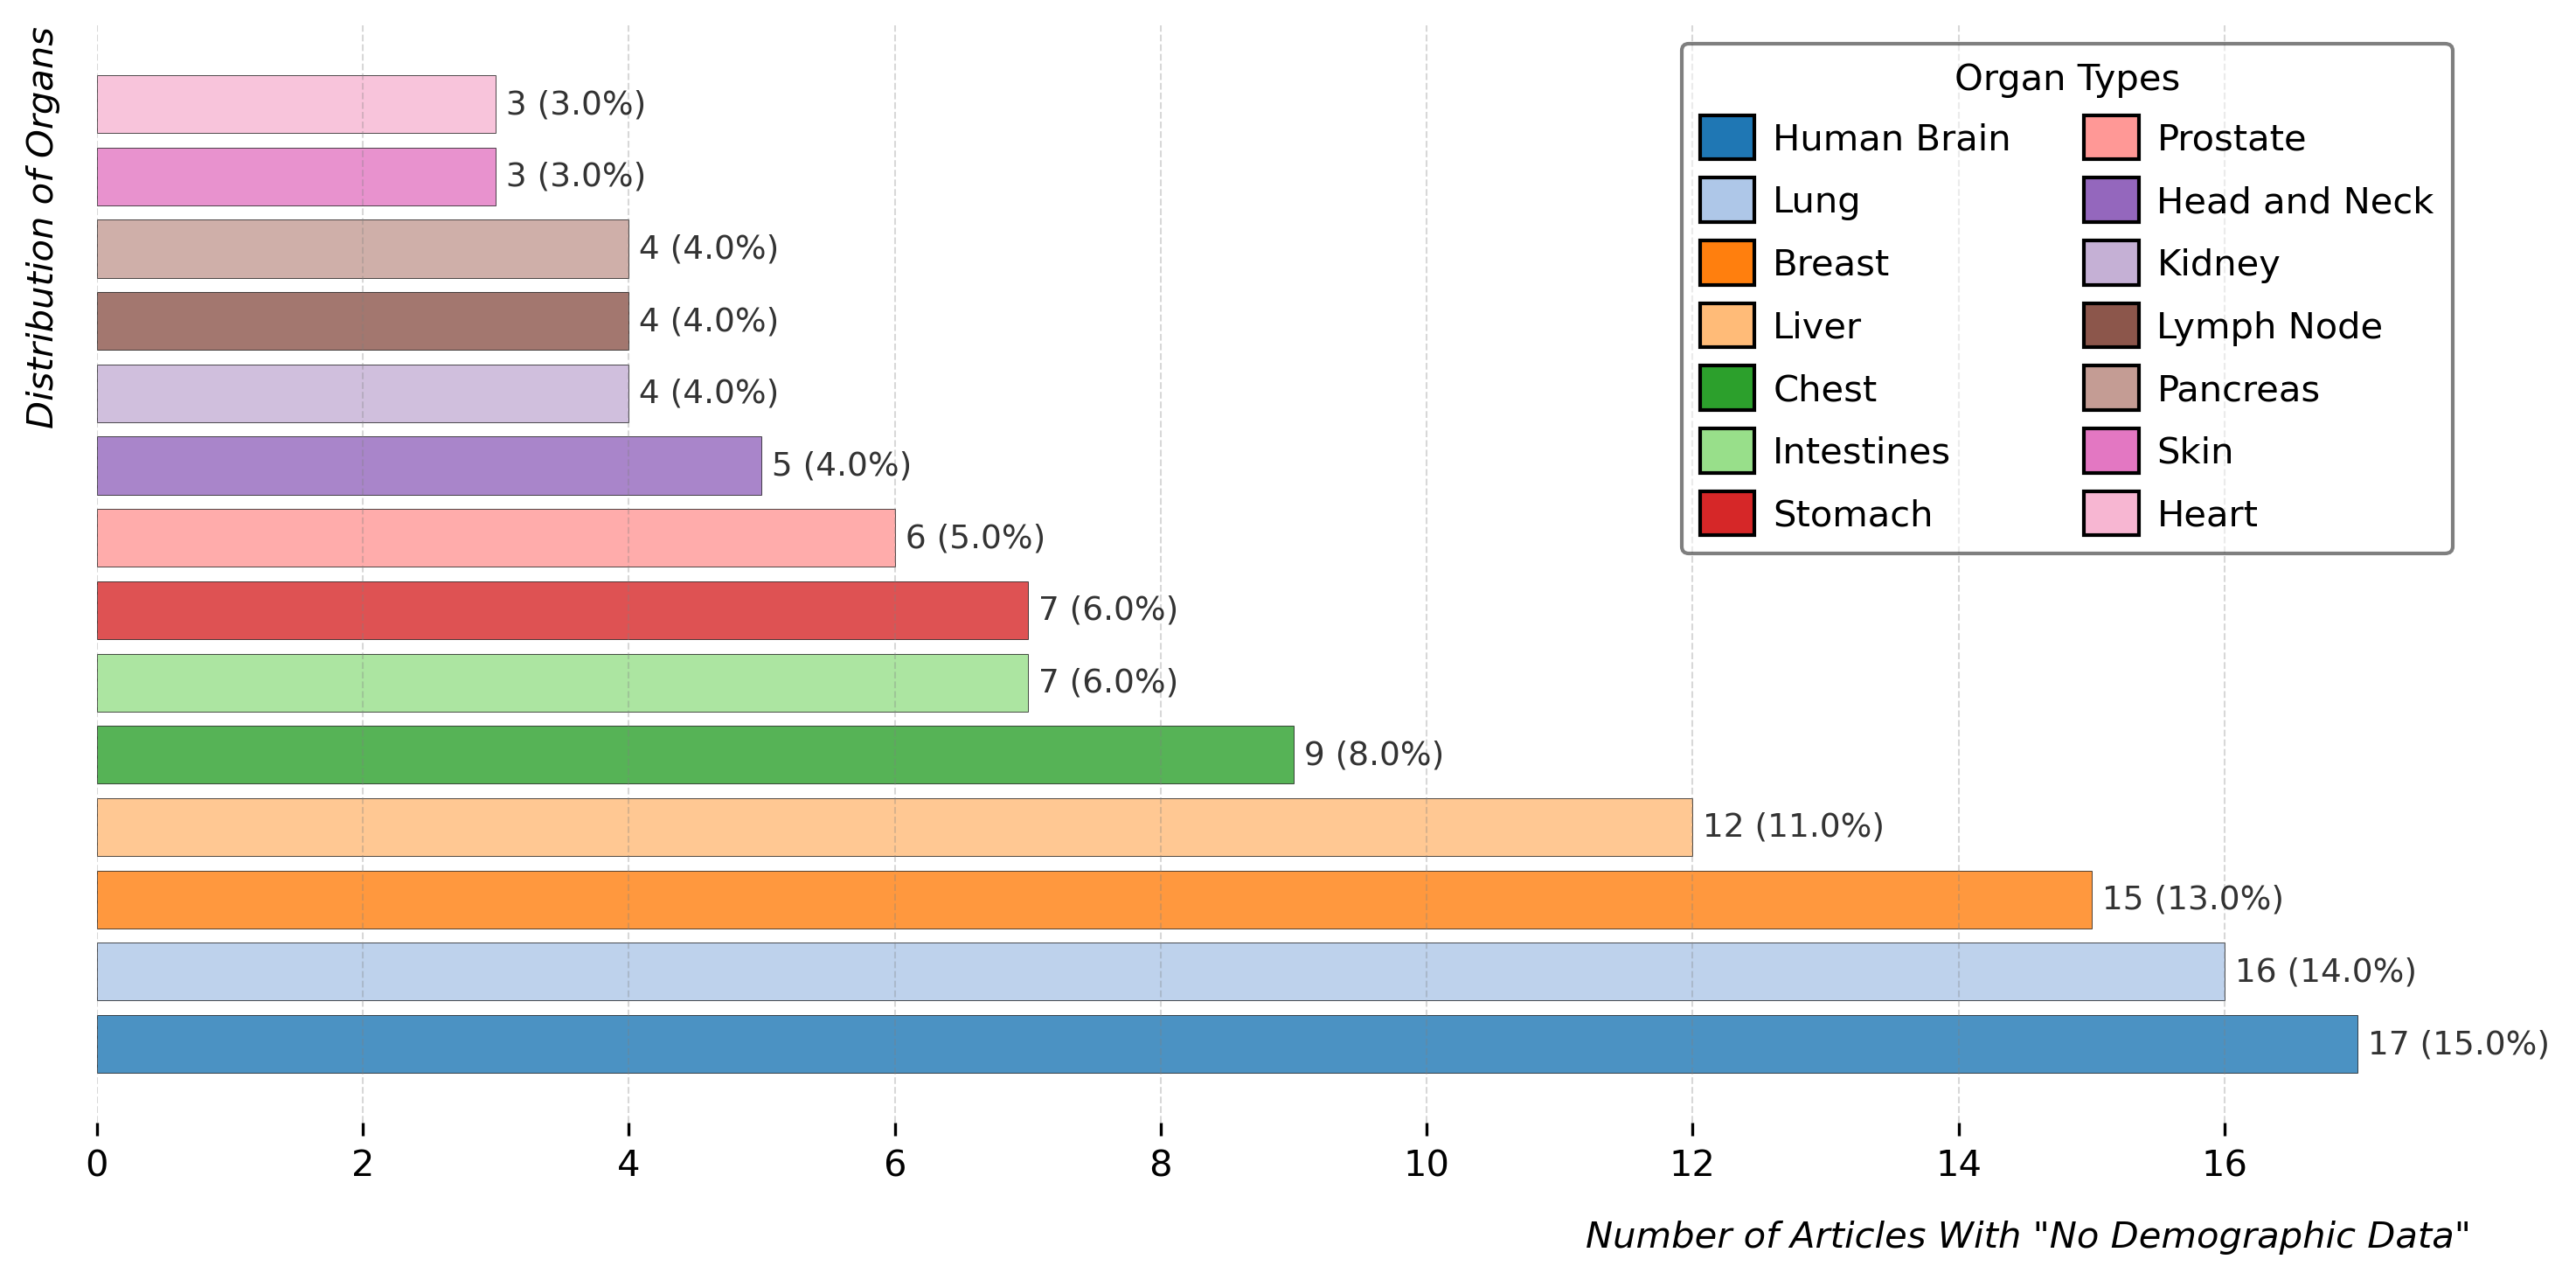 Distribution of Organs
3 (3.0%)
3 (3.0%)
4 (4.0%)
4 (4.0%)
4 (4.0%)
5 (4.0%)
6 (5.0%)
7 (6.0%)
7 (6.0%)
9 (8.0%)
12 (11.0%)
15 (13.0%)
16 (14.0%)
17 (15.0%)
Organ Types
Human Brain
Lung
Breast
Liver
Chest
Intestines
Stomach
Prostate
Head and Neck
Kidney
Lymph Node
Pancreas
Skin
Heart
0 2 4 6 8 10 12 14 16
Number of Articles With "No Demographic Data"